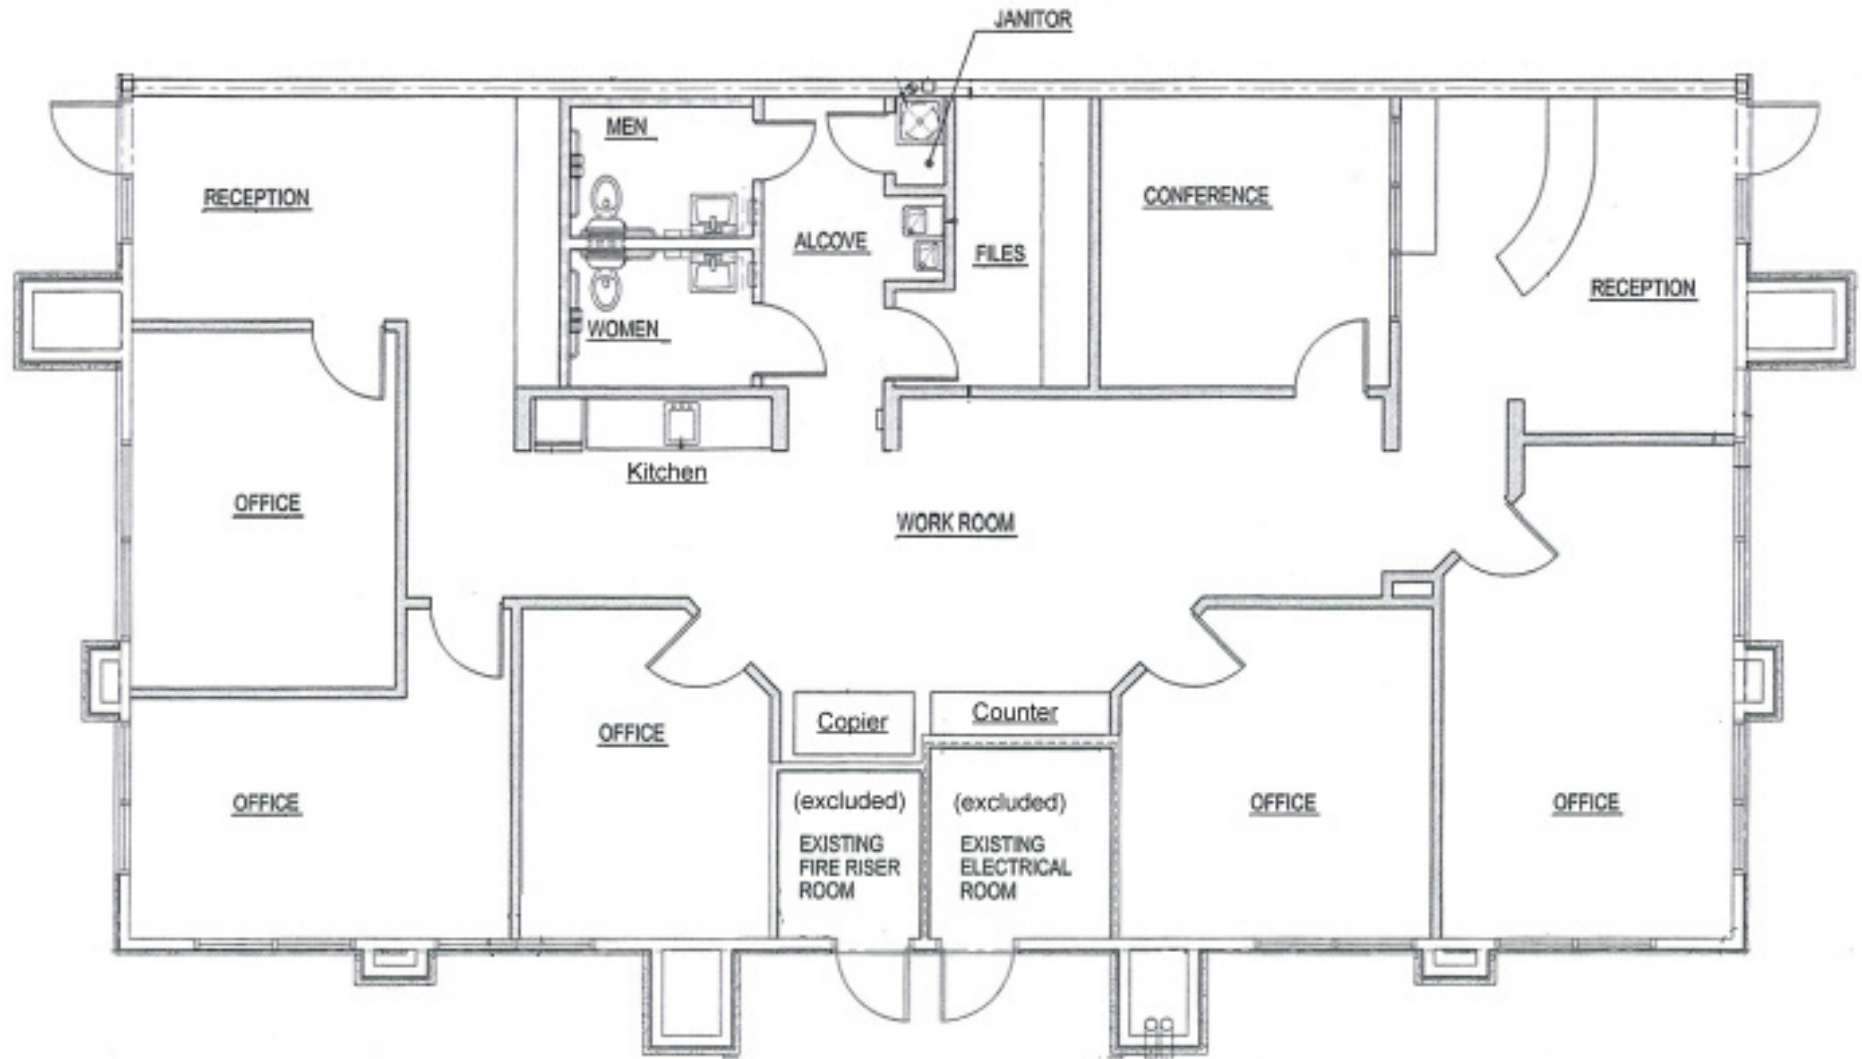 JANITOR
MEN
RECEPTION
CONFERENCE
ALCOVE
FILES
RECEPTION
WOMEN
Kitchen
OFFICE
WORK ROOM
Copier
Counter
OFFICE
OFFICE
OFFICE
OFFICE
(excluded)
EXISTING
FIRE RISER
ROOM
(excluded)
EXISTING
ELECTRICAL
ROOM